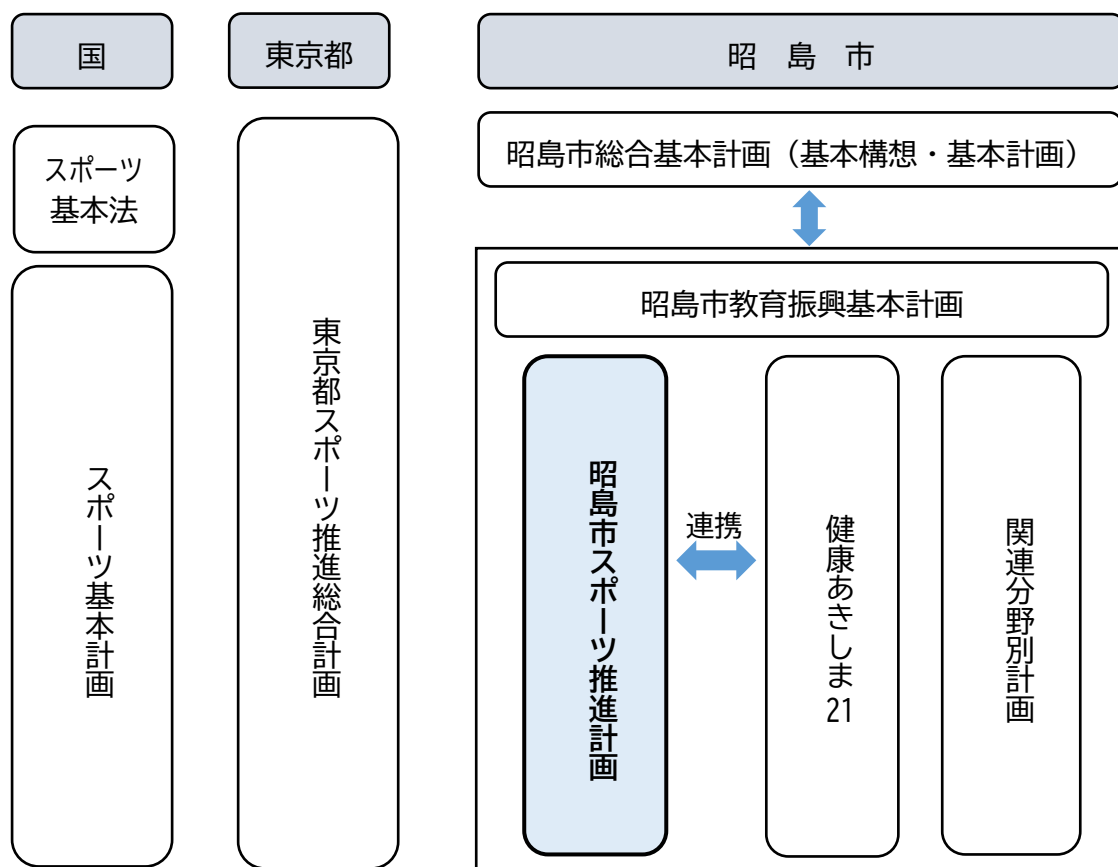 国
東京都
昭 島 市
スポーツ
基本法
スポーツ基本計画
東京都スポーツ推進総合計画
昭島市総合基本計画（基本構想・基本計画）
昭島市教育振興基本計画
昭島市スポーツ推進計画
連携
健康あきしま21
関連分野別計画